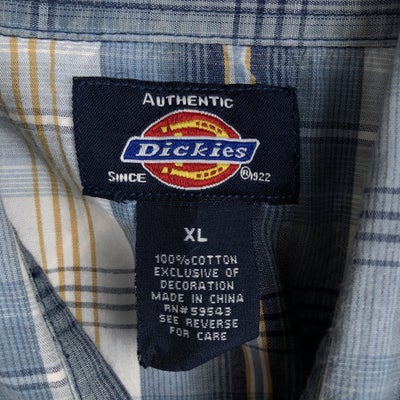 AUTHENTIC
Dickies
SINCE ®1922
XL
100% COTTON
EXCLUSIVE OF
DECORATION
MADE IN CHINA
RN# 59543
SEE REVERSE
FOR CARE